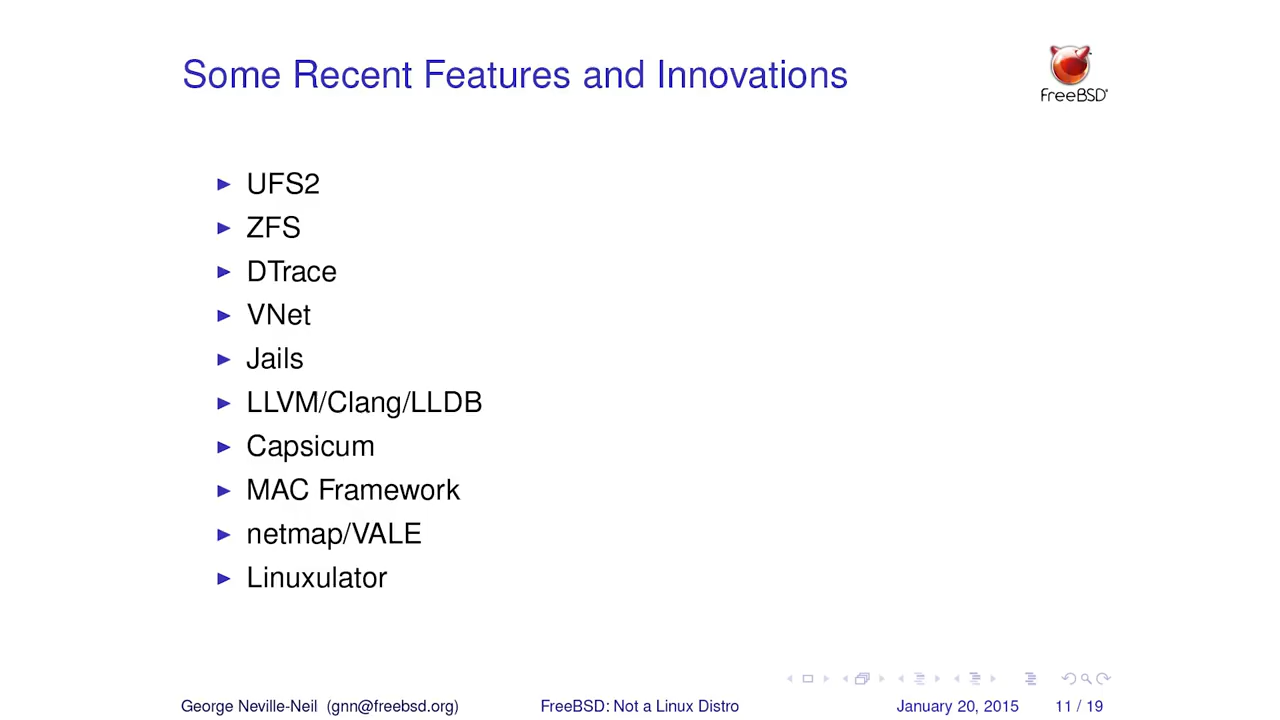 Some Recent Features and Innovations
FreeBSD
UFS2
ZFS
DTrace
VNet
Jails
LLVM/Clang/LLDB
Capsicum
MAC Framework
netmap/VALE
Linuxulator
George Neville-Neil (gnn@freebsd.org) FreeBSD: Not a Linux Distro January 20, 2015 11 / 19